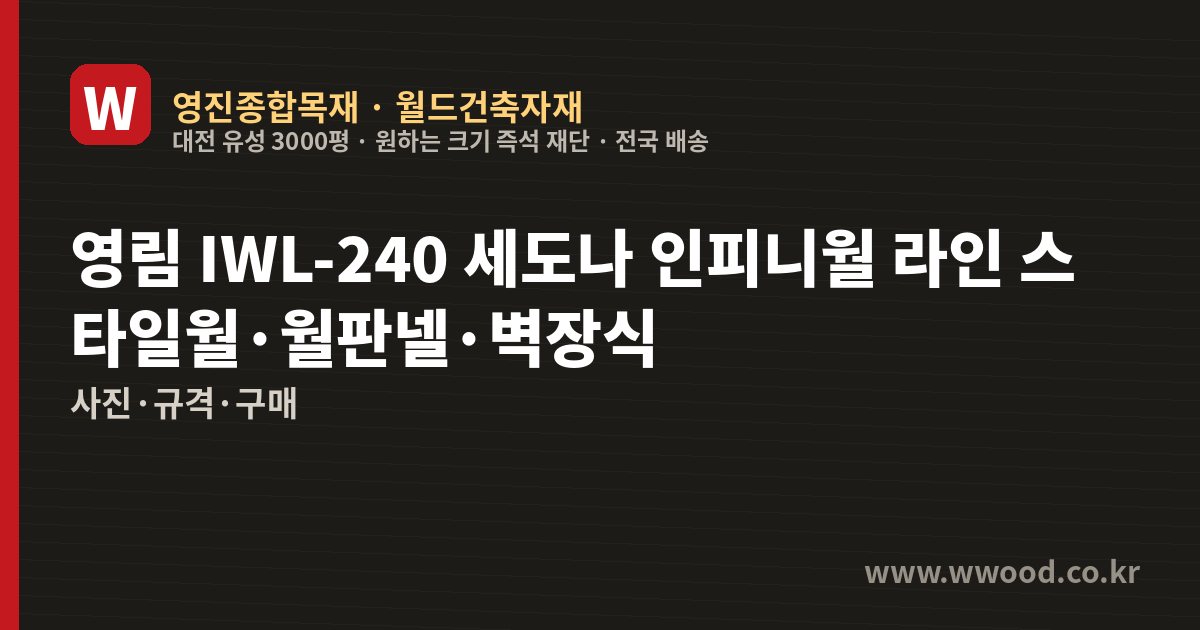 W
영진종합목재 · 월드건축자재
대전 유성 3000평 · 원하는 크기 즉석 재단 · 전국 배송
영림 IWL-240 세도나 인피니월 라인 스
타일월·월판넬·벽장식
사진·규격·구매
www.wwood.co.kr